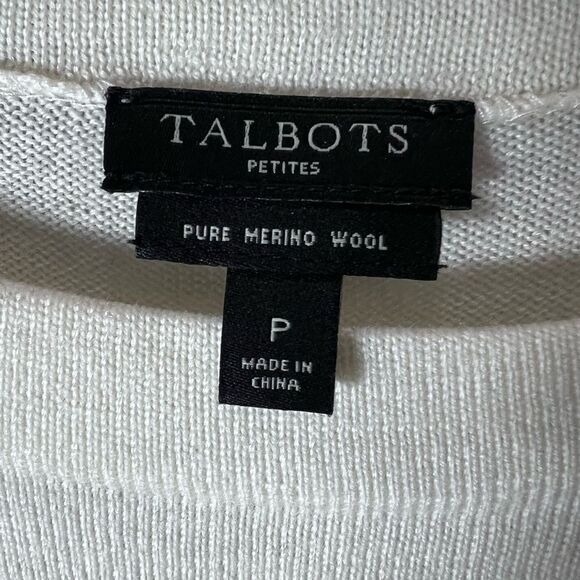 TALBOTS
PETITES
PURE MERINO WOOL
P
MADE IN
CHINA